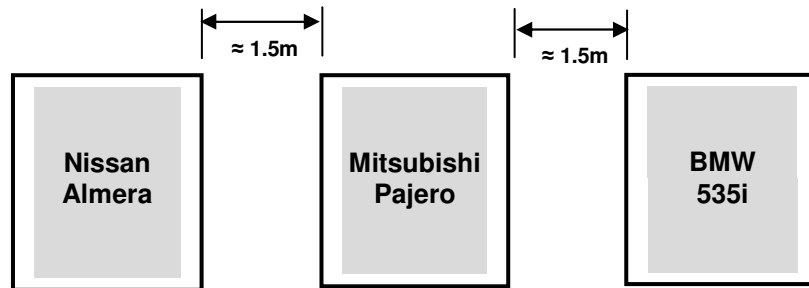 ≈ 1.5m
≈ 1.5m
Nissan
Almera
Mitsubishi
Pajero
BMW
535i